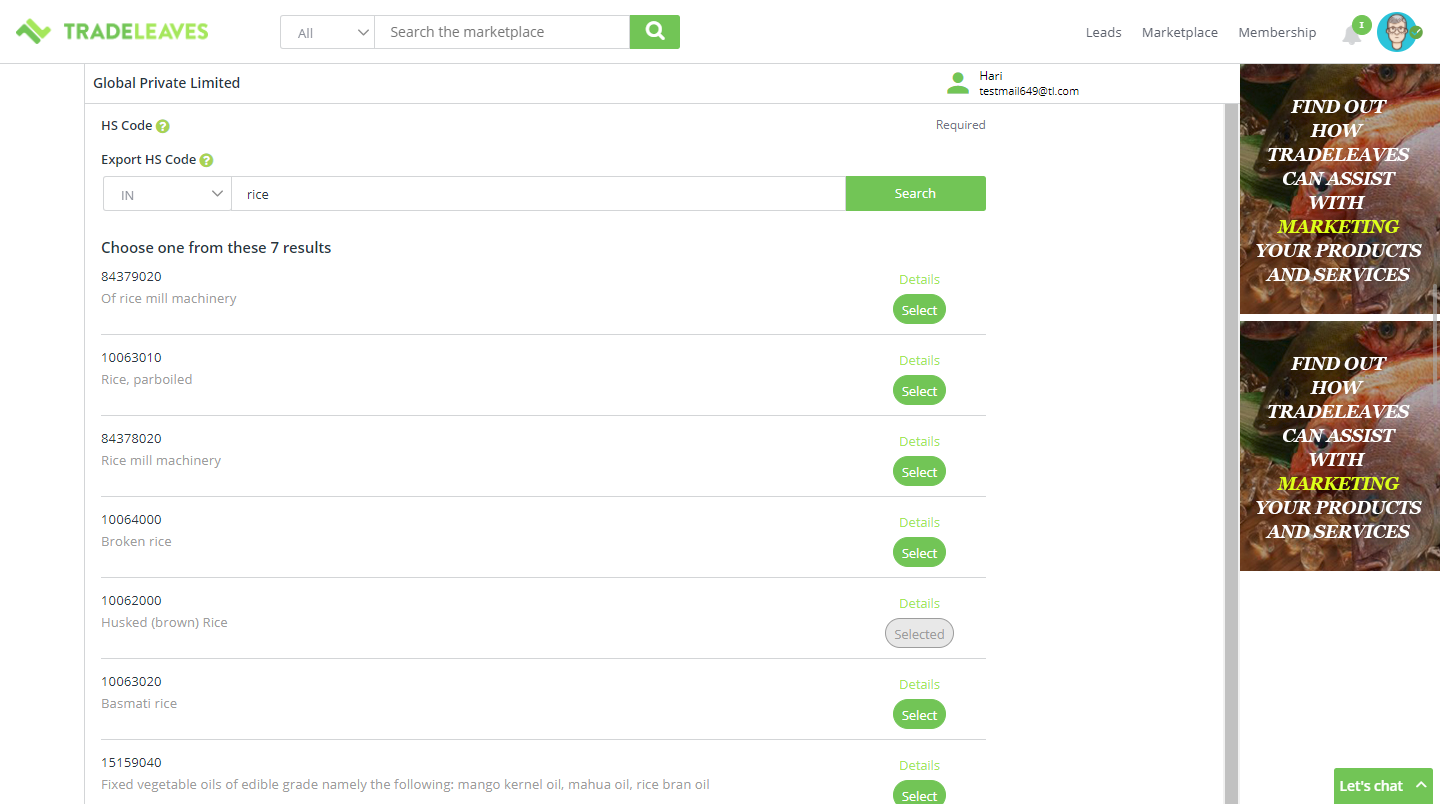 TRADELEAVES
All
Search the marketplace
Leads
Marketplace
Membership
1
Global Private Limited
Hari
testmail649@tl.com
HS Code ?
Required
Export HS Code ?
IN
rice
Search
Choose one from these 7 results
84379020
Details
Of rice mill machinery
Select
10063010
Details
Rice, parboiled
Select
84378020
Details
Rice mill machinery
Select
10064000
Details
Broken rice
Select
10062000
Details
Husked (brown) Rice
Selected
10063020
Details
Basmati rice
Select
15159040
Details
Fixed vegetable oils of edible grade namely the following: mango kernel oil, mahua oil, rice bran oil
Select
FIND OUT
HOW
TRADELEAVES
CAN ASSIST
WITH
MARKETING
YOUR PRODUCTS
AND SERVICES
FIND OUT
HOW
TRADELEAVES
CAN ASSIST
WITH
MARKETING
YOUR PRODUCTS
AND SERVICES
Let's chat